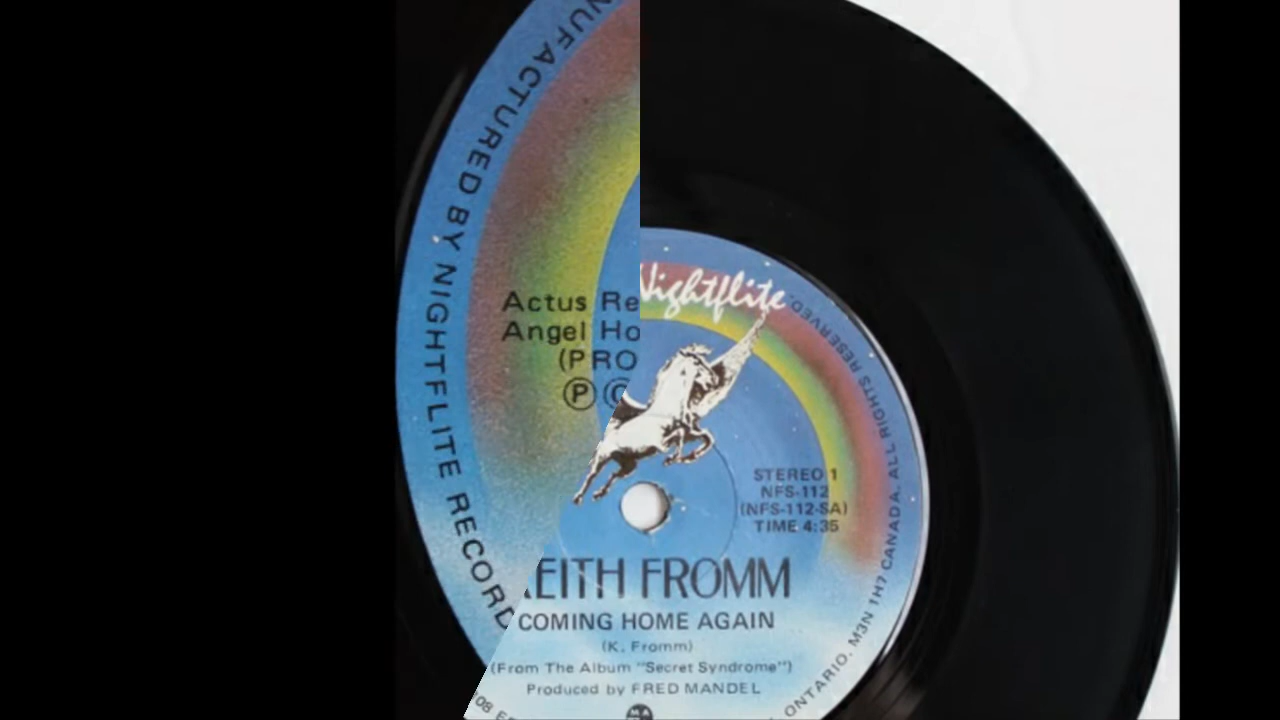 NUFACTURED BY NIGHTFLITE RECORD
Actus Re
Angel Ho
(PRO
Ⓟ ©
Nightflite
RESERVED.
ONTARIO, M3N 1H7 CANADA. ALL RIGHTS RESERVED.
STEREO 1
NFS-112
(NFS-112-SA)
TIME 4:35
KEITH FROMM
COMING HOME AGAIN
(K. Fromm)
(From The Album "Secret Syndrome")
Produced by FRED MANDEL